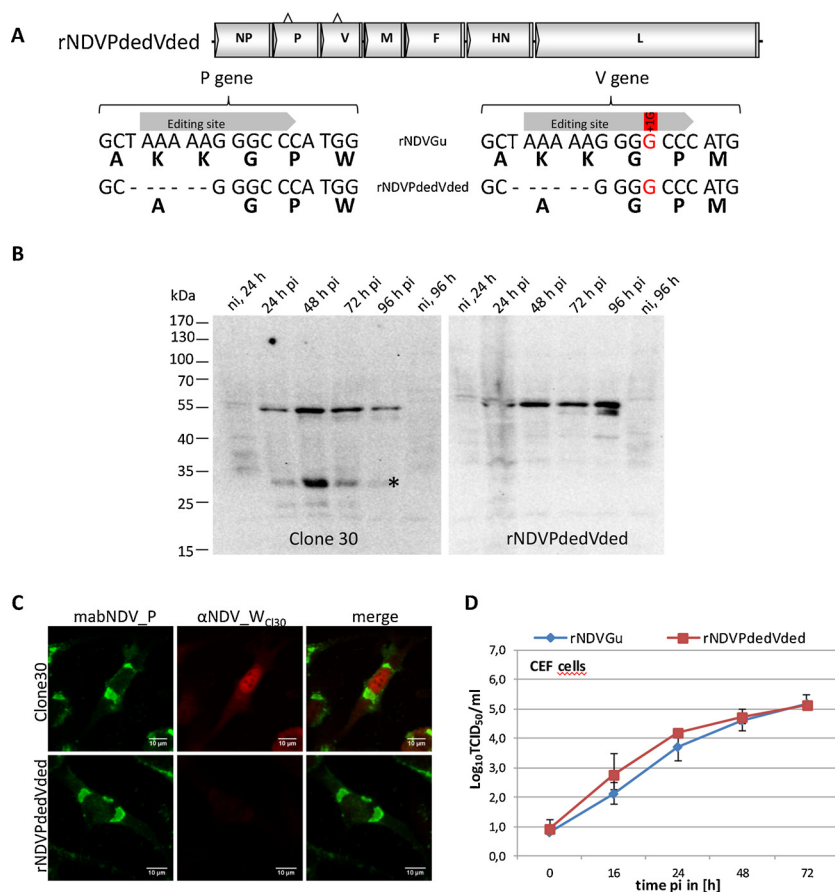 A
rNDVPdedVded
NP P V M F HN L
P gene V gene
Editing site Editing site +1G
GCT AAA AAG GGC CCA TGG rNDVGu GCT AAA AAG GGG CCC ATG
A K K G P W A K K G P M
GC- - - - - -G GGC CCA TGG rNDVPdedVded GC- - - - - -G GGG CCC ATG
A G P W A G P M
B
kDa
ni, 24 h 24 h pi 48 h pi 72 h pi 96 h pi ni, 96 h ni, 24 h 24 h pi 48 h pi 72 h pi 96 h pi ni, 96 h
170
130
100
70
55
40
35
25
15
*
Clone 30 rNDVPdedVded
C
mabNDV_P αNDV_WCl30 merge
Clone30
10 µm 10 µm 10 µm
rNDVPdedVded
10 µm 10 µm 10 µm
D
rNDVGu rNDVPdedVded
CEF cells
Log10TCID50/ml
7,0
6,0
5,0
4,0
3,0
2,0
1,0
0,0
0 16 24 48 72
time pi in [h]